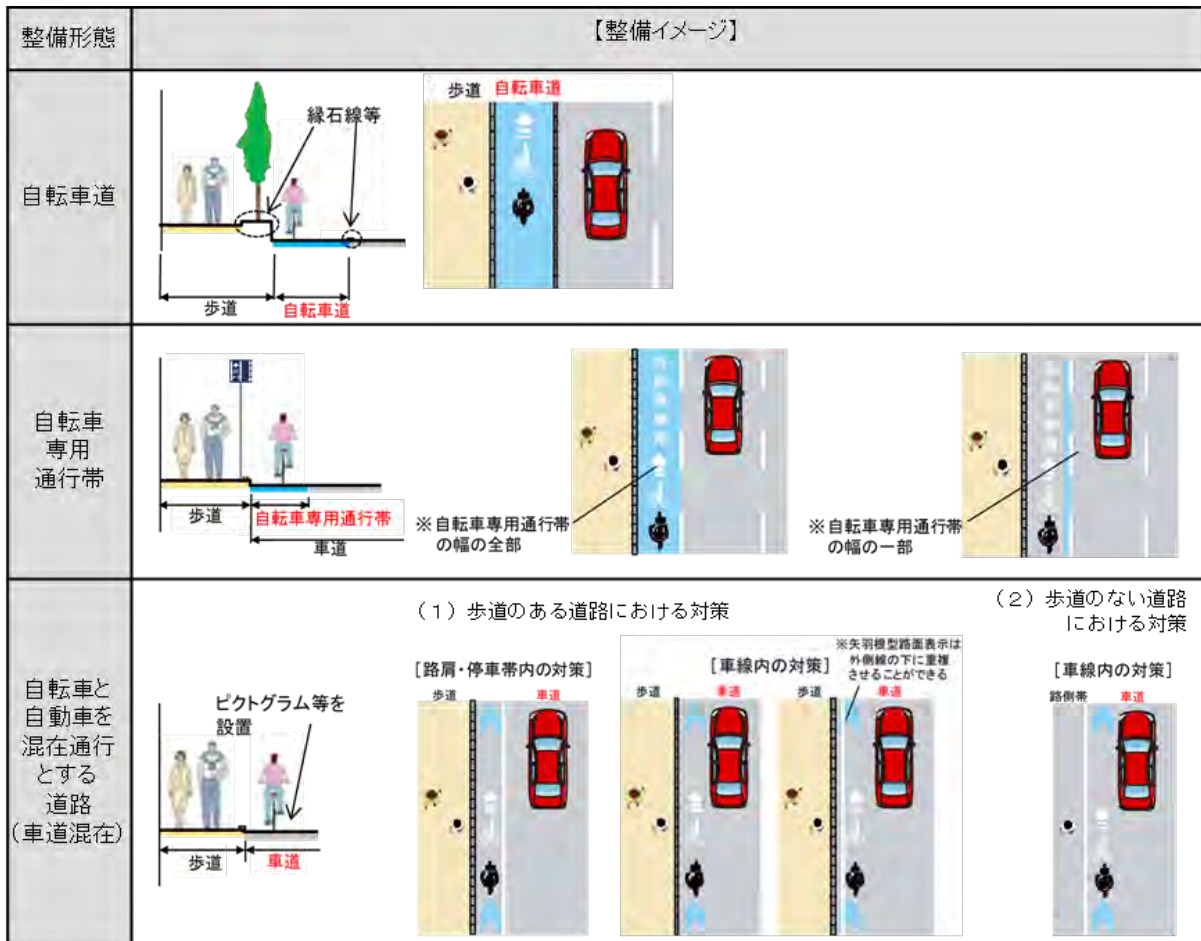 整備形態
【整備イメージ】
自転車道
縁石線等
歩道
自転車道
歩道 自転車道
自転車
専用
通行帯
歩道
自転車専用通行帯
車道
※自転車専用通行帯
の幅の全部
※自転車専用通行帯
の幅の一部
自転車と
自動車を
混在通行
とする
道路
(車道混在)
ピクトグラム等を
設置
歩道
車道
(1)歩道のある道路における対策
[路肩・停車帯内の対策]
歩道 車道
[車線内の対策]
※矢羽根型路面表示は
外側線の下に重複
させることができる
歩道 車道
歩道 車道
(2)歩道のない道路
における対策
[車線内の対策]
路側帯 車道